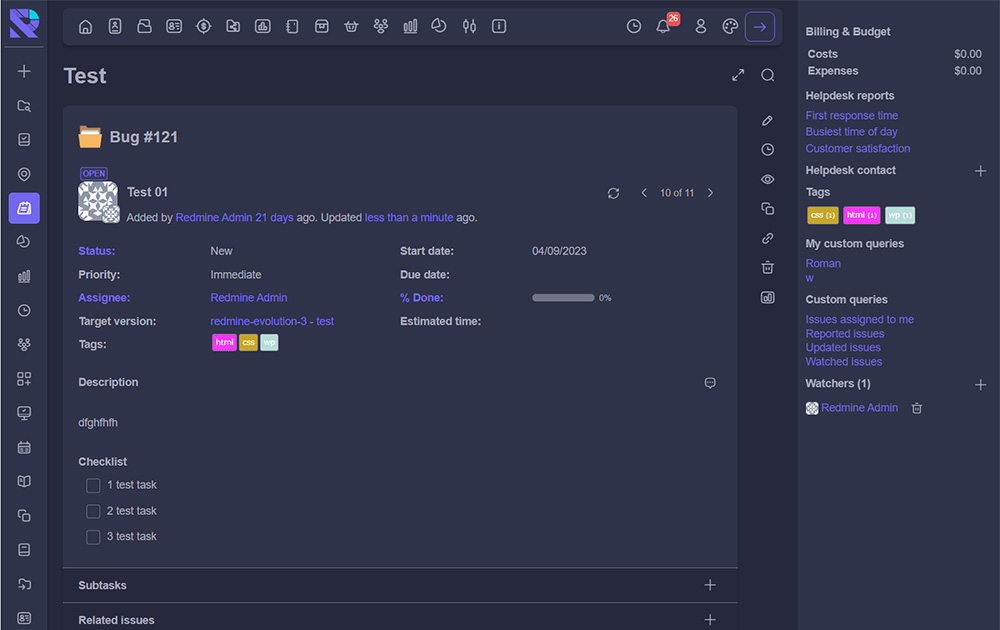 26
Test
Bug #121
OPEN
Test 01
10 of 11
Added by Redmine Admin 21 days ago. Updated less than a minute ago.
Status: New Start date: 04/09/2023
Priority: Immediate Due date:
Assignee: Redmine Admin % Done: 0%
Target version: redmine-evolution-3 - test Estimated time:
Tags: html css wp
Description
dfghfhfh
Checklist
1 test task
2 test task
3 test task
Subtasks
Related issues
Billing & Budget
Costs $0.00
Expenses $0.00
Helpdesk reports
First response time
Busiest time of day
Customer satisfaction
Helpdesk contact
Tags
css (1) html (1) wp (1)
My custom queries
Roman
w
Custom queries
Issues assigned to me
Reported issues
Updated issues
Watched issues
Watchers (1)
Redmine Admin